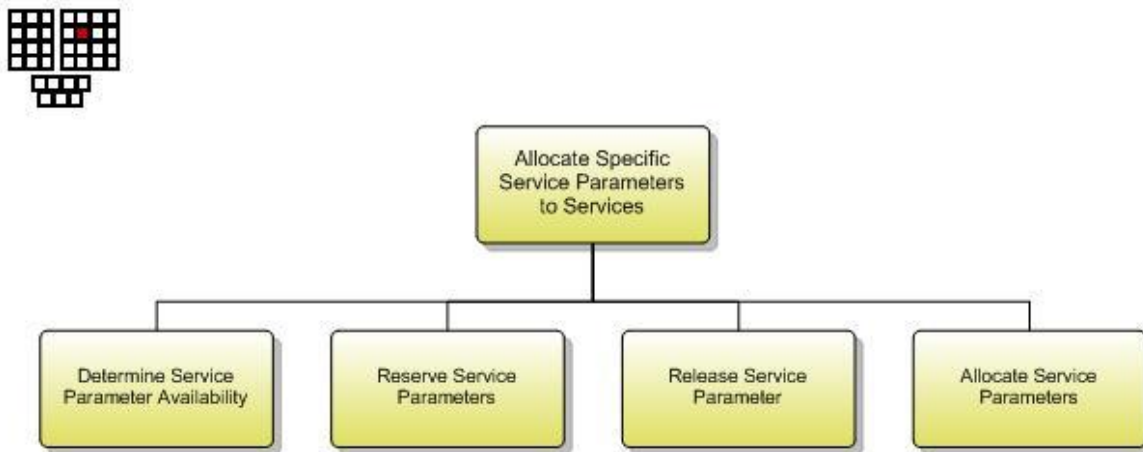 Allocate Specific
Service Parameters
to Services
Determine Service
Parameter Availability
Reserve Service
Parameters
Release Service
Parameter
Allocate Service
Parameters